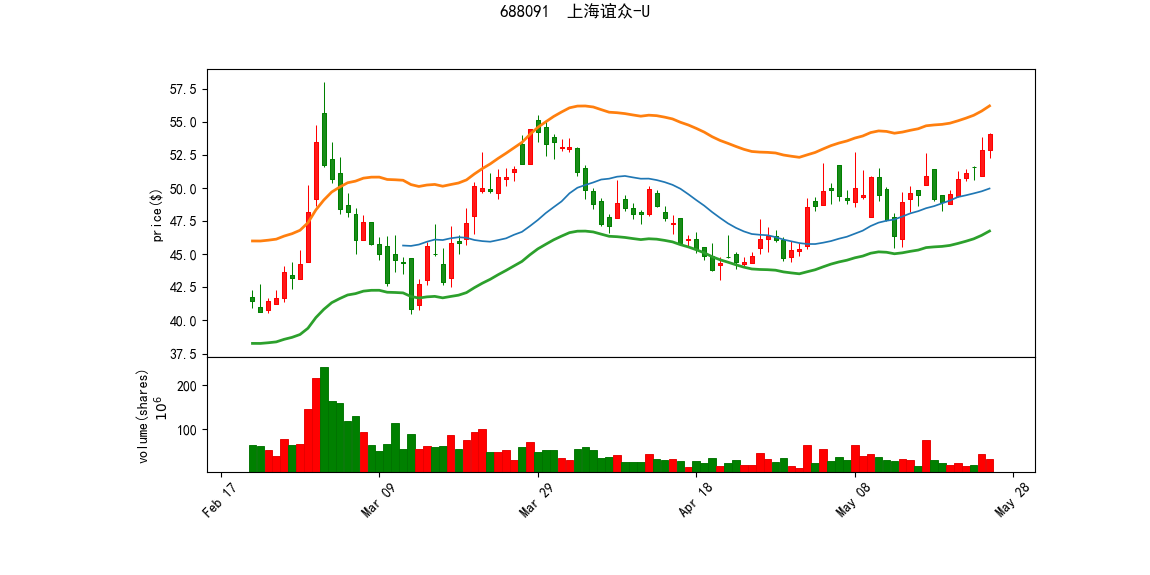 688091  上海谊众-U
price($)
57.5
55.0
52.5
50.0
47.5
45.0
42.5
40.0
37.5
volume(shares)
10^6
200
100
Feb 17
Mar 09
Mar 29
Apr 18
May 08
May 28